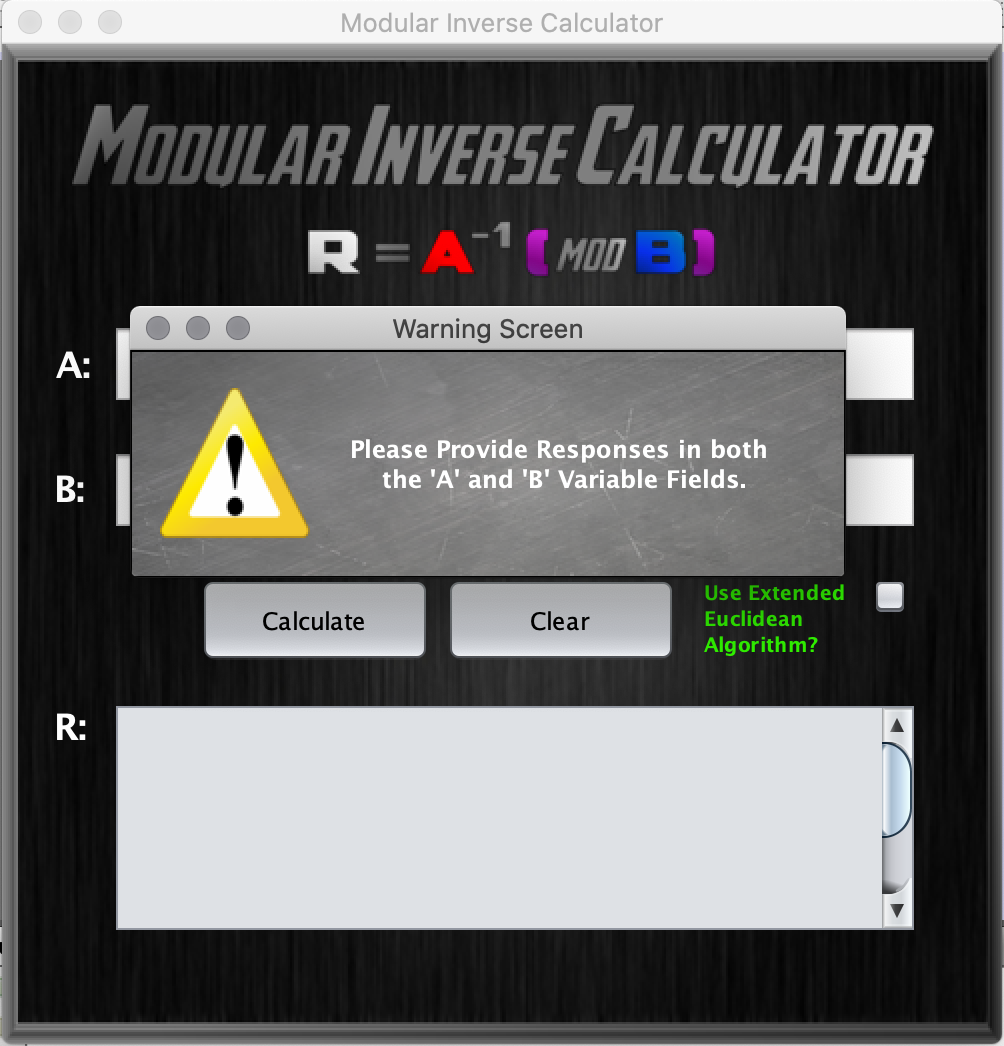 Modular Inverse Calculator
MODULAR INVERSE CALCULATOR
R = A⁻¹ ( MOD B )
Warning Screen
A:
Please Provide Responses in both
the 'A' and 'B' Variable Fields.
B:
Calculate
Clear
Use Extended
Euclidean
Algorithm?
R: